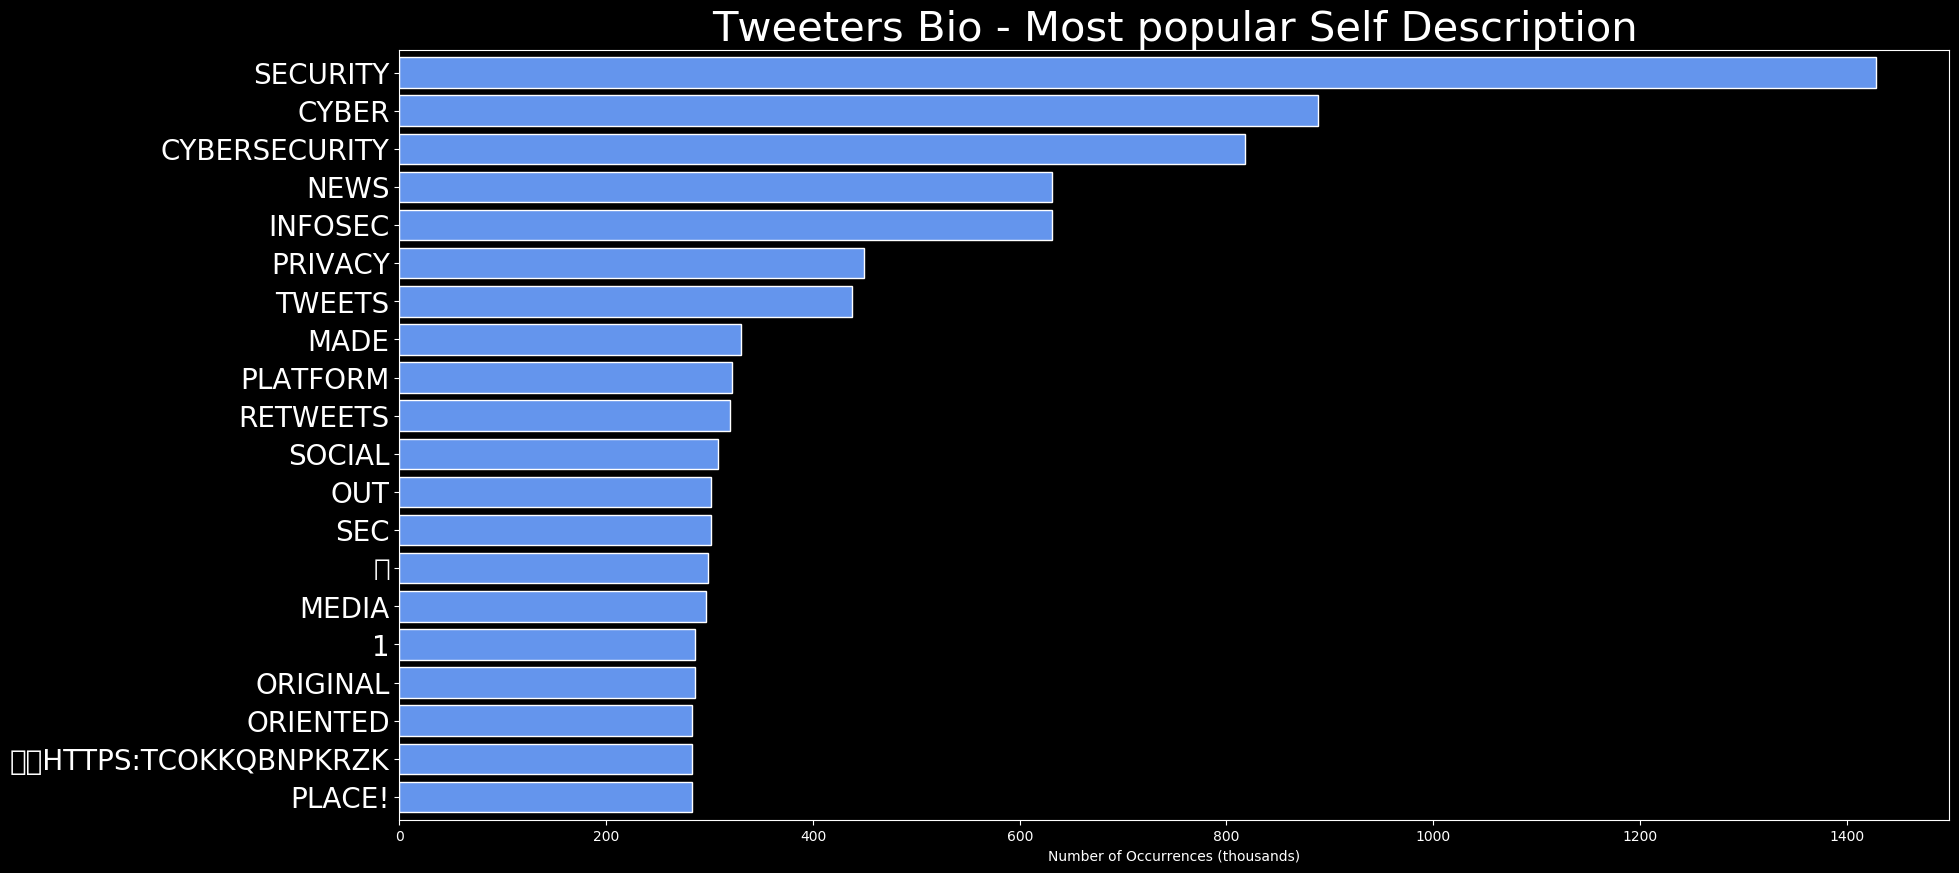 Tweeters Bio - Most popular Self Description
SECURITY
CYBER
CYBERSECURITY
NEWS
INFOSEC
PRIVACY
TWEETS
MADE
PLATFORM
RETWEETS
SOCIAL
OUT
SEC
MEDIA
1
ORIGINAL
ORIENTED
HTTPS:TCOKKQBNPKRZK
PLACE!
0 200 400 600 800 1000 1200 1400
Number of Occurrences (thousands)